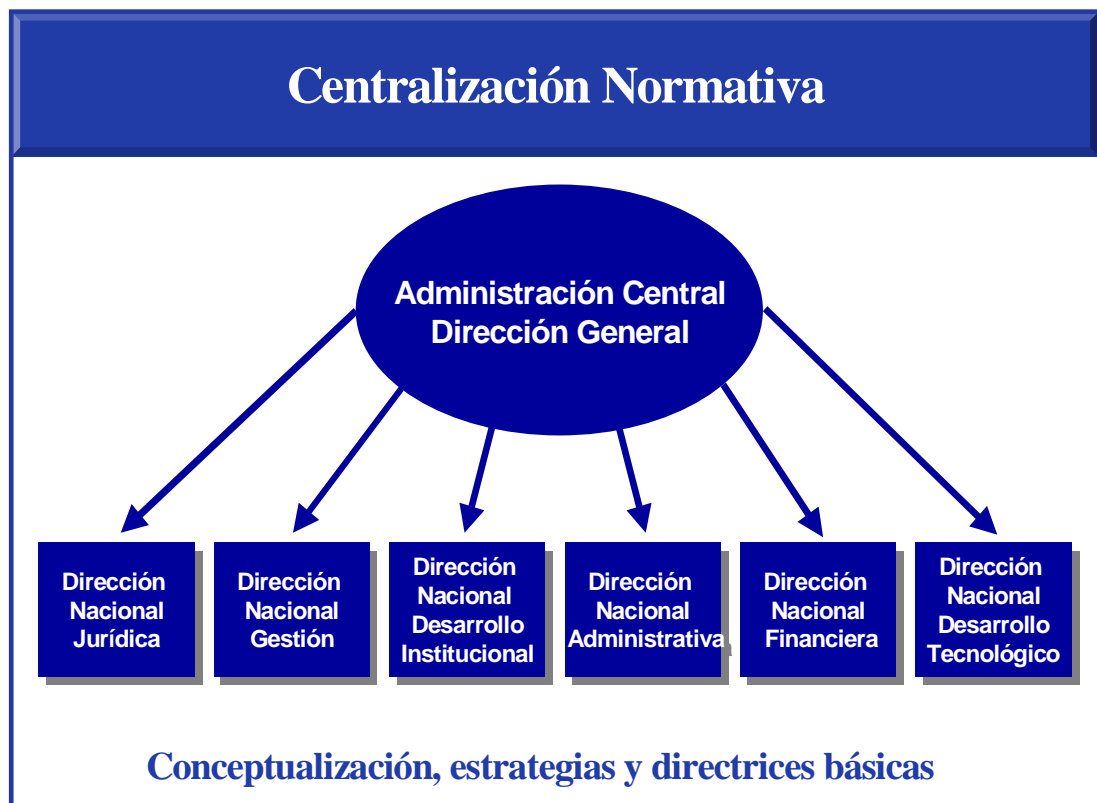 Centralización Normativa
Administración Central
Dirección General
Dirección
Nacional
Jurídica
Dirección
Nacional
Gestión
Dirección
Nacional
Desarrollo
Institucional
Dirección
Nacional
Administrativa
Dirección
Nacional
Financiera
Dirección
Nacional
Desarrollo
Tecnológico
Conceptualización, estrategias y directrices básicas